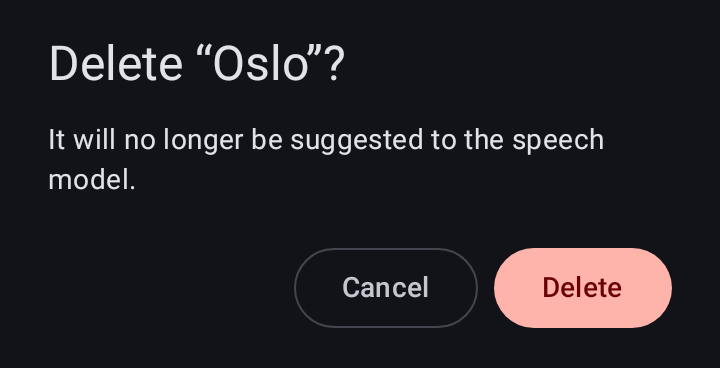 Delete “Oslo”?
It will no longer be suggested to the speech
model.
Cancel
Delete